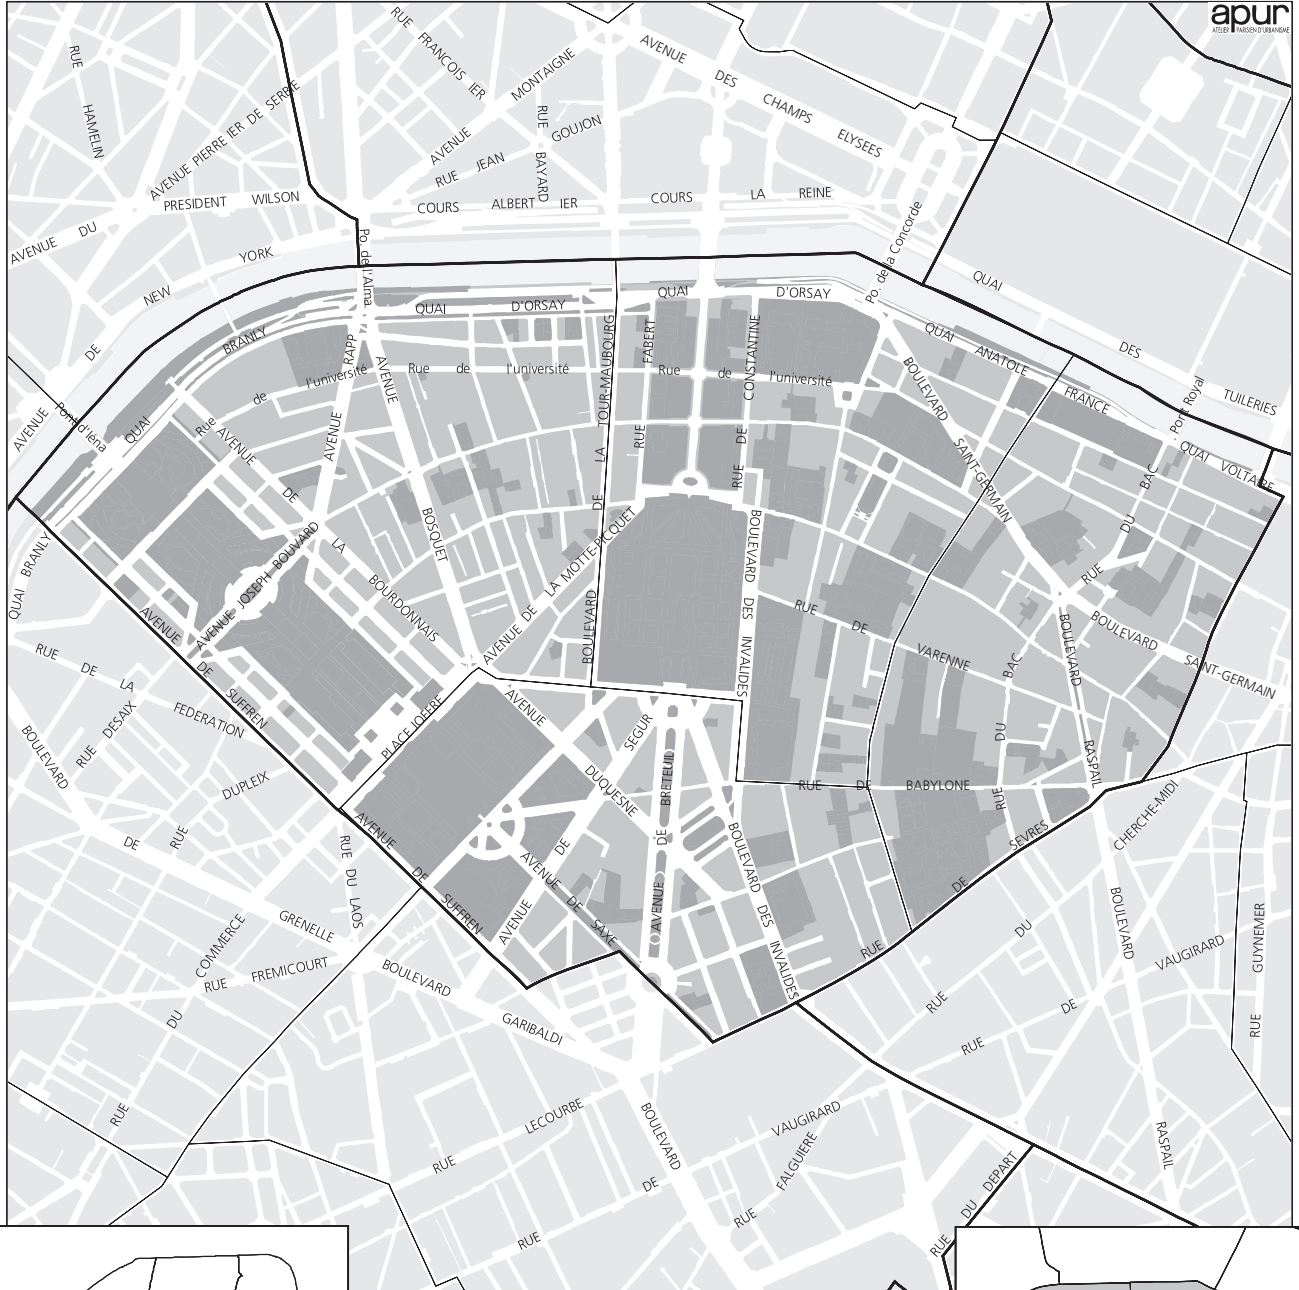 apur
ATELIER PARISIEN D'URBANISME
RUE HAMELIN
AVENUE PIERRE IER DE SERBIE
RUE FRANCOIS IER
AVENUE MONTAIGNE
RUE BAYARD
RUE JEAN GOUJON
AVENUE DES CHAMPS ELYSEES
AVENUE DU PRESIDENT WILSON
COURS ALBERT IER
COURS LA REINE
AVENUE DE NEW YORK
Po. de l'Alma
Po. de la Concorde
QUAI DES TUILERIES
QUAI BRANLY
QUAI D'ORSAY
QUAI D'ORSAY
QUAI ANATOLE FRANCE
Pont Royal
QUAI VOLTAIRE
Pont d'Iéna
Rue de l'université
Rue de l'université
Rue de l'université
AVENUE RAPP
AVENUE BOSQUET
BOULEVARD DE LA TOUR-MAUBOURG
RUE FABERT
RUE DE CONSTANTINE
BOULEVARD SAINT-GERMAIN
AVENUE DE LA BOURDONNAIS
AVENUE JOSEPH BOUVARD
AVENUE DE LA MOTTE-PICQUET
BOULEVARD DES INVALIDES
RUE DE VARENNE
RUE DU BAC
RUE DU BAC
BOULEVARD RASPAIL
BOULEVARD SAINT-GERMAIN
QUAI BRANLY
AVENUE DE SUFFREN
RUE DE LA FEDERATION
RUE DESAIX
BOULEVARD DE GRENELLE
RUE DUPLEIX
PLACE JOFFRE
AVENUE DUQUESNE
AVENUE DE SEGUR
AVENUE DE BRETEUIL
AVENUE DE SAXE
AVENUE DE SUFFREN
BOULEVARD DES INVALIDES
RUE DE BABYLONE
RUE DE SEVRES
RUE DU CHERCHE-MIDI
BOULEVARD RASPAIL
RUE DE VAUGIRARD
RUE GUYNEMER
RUE DU LAOS
RUE DU COMMERCE
RUE FREMICOURT
BOULEVARD GARIBALDI
RUE LECOURBE
BOULEVARD
RUE DE VAUGIRARD
RUE FALGUIERE
RUE DU DEPART
AVENUE